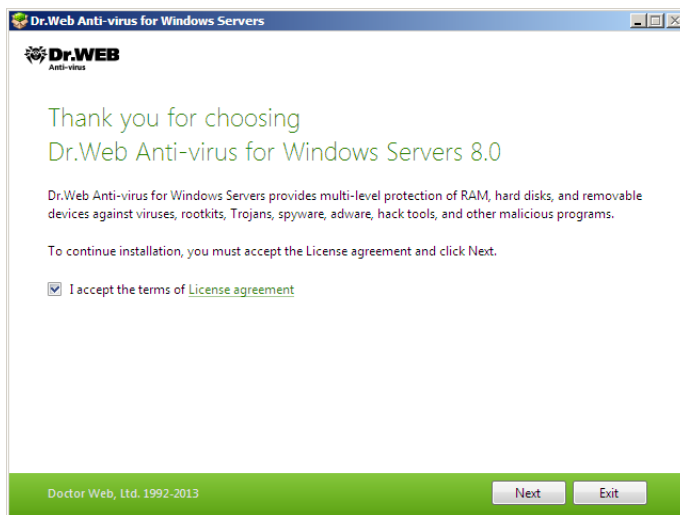 Dr.Web Anti-virus for Windows Servers
Dr.WEB
Anti-virus
Thank you for choosing
Dr.Web Anti-virus for Windows Servers 8.0
Dr.Web Anti-virus for Windows Servers provides multi-level protection of RAM, hard disks, and removable
devices against viruses, rootkits, Trojans, spyware, adware, hack tools, and other malicious programs.
To continue installation, you must accept the License agreement and click Next.
I accept the terms of License agreement
Doctor Web, Ltd. 1992-2013
Next
Exit